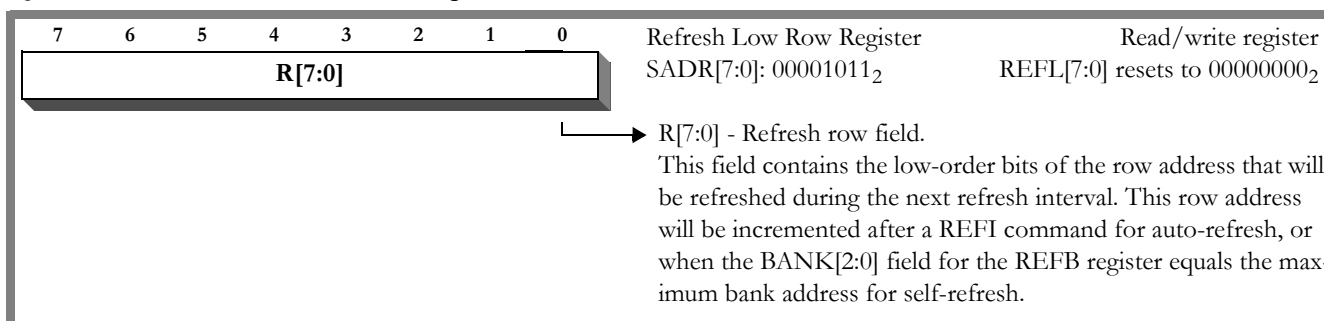 7 6 5 4 3 2 1 0
R[7:0]
Refresh Low Row Register Read/write register
SADR[7:0]: 00001011₂ REFL[7:0] resets to 00000000₂
R[7:0] - Refresh row field.
This field contains the low-order bits of the row address that will
be refreshed during the next refresh interval. This row address
will be incremented after a REFI command for auto-refresh, or
when the BANK[2:0] field for the REFB register equals the max-
imum bank address for self-refresh.